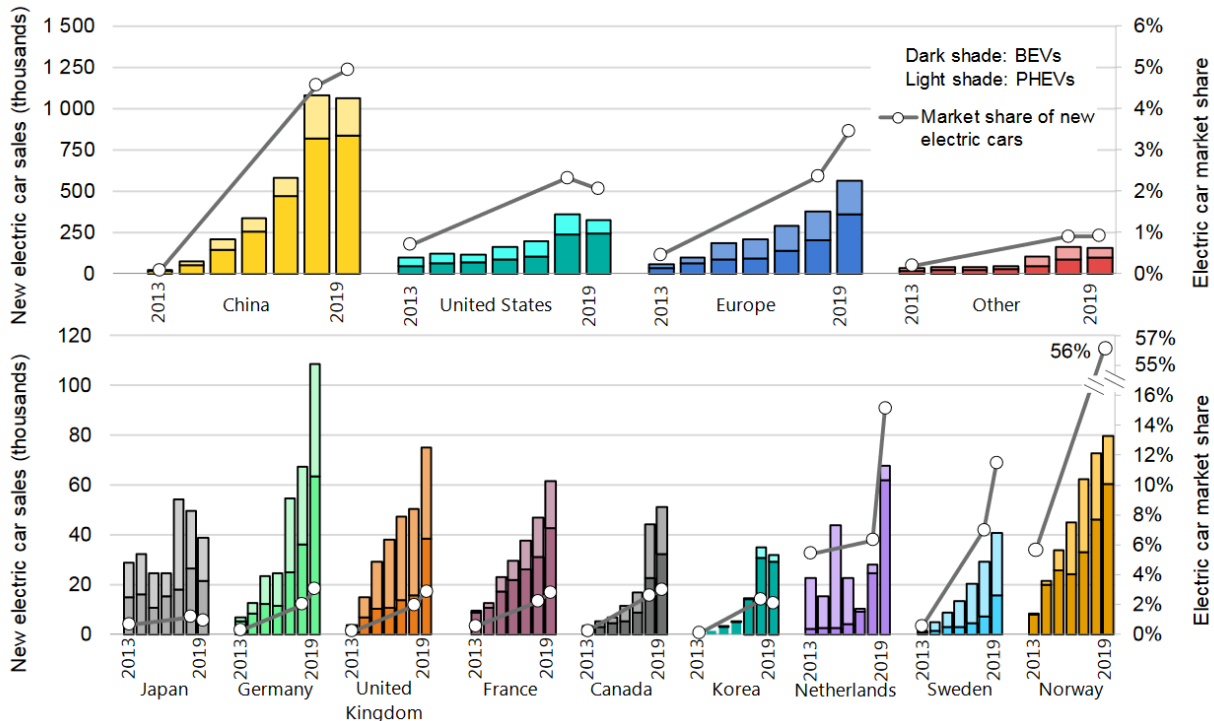 New electric car sales (thousands)
1 500
1 250
1 000
750
500
250
0
6%
5%
4%
3%
2%
1%
0%
Electric car market share
Dark shade: BEVs
Light shade: PHEVs
Market share of new
electric cars
2013
China
2019
2013
United States
2019
2013
Europe
2019
2013
Other
2019
New electric car sales (thousands)
120
100
80
60
40
20
0
56%
57%
55%
16%
14%
12%
10%
8%
6%
4%
2%
0%
Electric car market share
2013
2019
Japan
2013
2019
Germany
2013
2019
United
Kingdom
2013
2019
France
2013
2019
Canada
2013
2019
Korea
2013
2019
Netherlands
2013
2019
Sweden
2013
2019
Norway